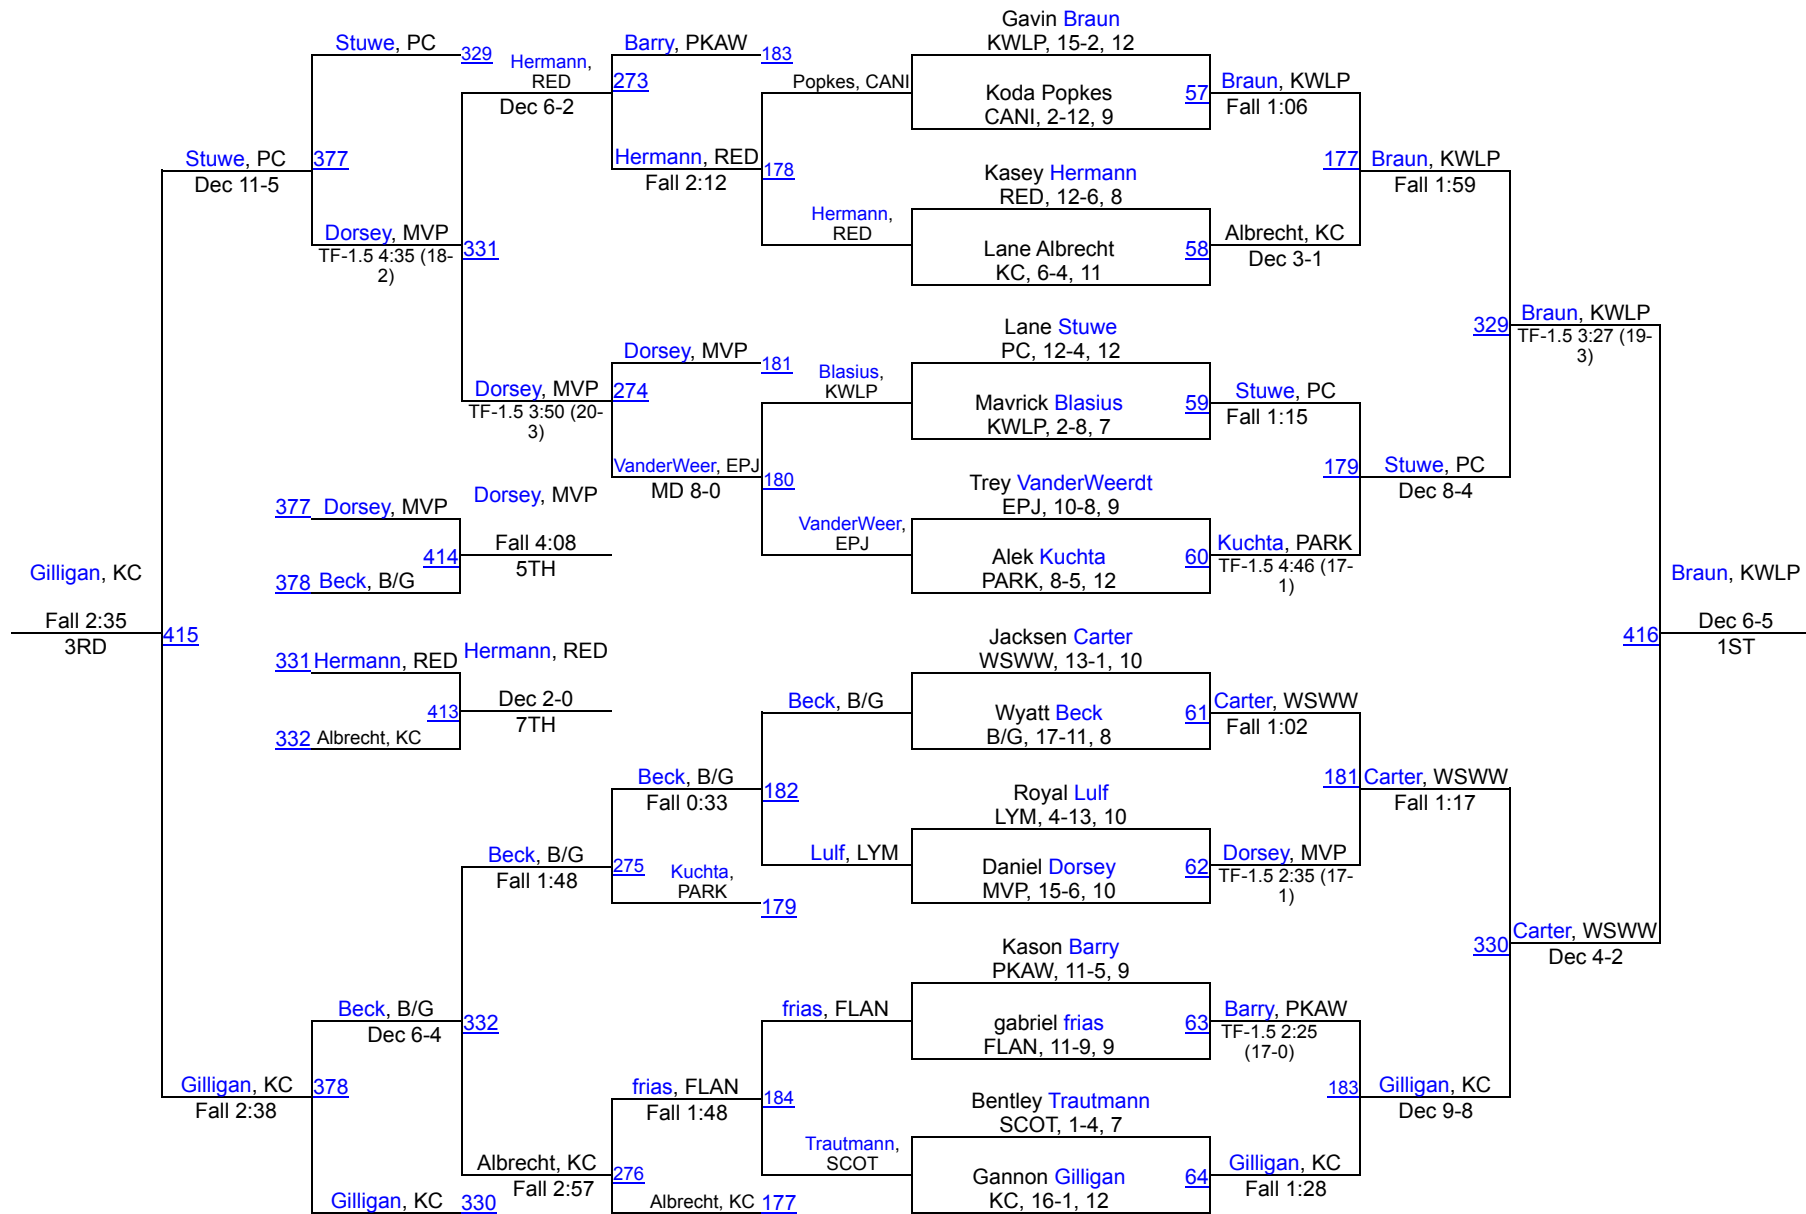 Gavin Braun
KWLP, 15-2, 12
Stuwe, PC
329
Hermann,
RED
Dec 6-2
Barry, PKAW
183
273
Popkes, CANI
Koda Popkes
CANI, 2-12, 9
57
Braun, KWLP
Fall 1:06
Stuwe, PC
Dec 11-5
377
Hermann, RED
Fall 2:12
178
Kasey Hermann
RED, 12-6, 8
177
Braun, KWLP
Fall 1:59
Dorsey, MVP
TF-1.5 4:35 (18-
2)
331
Hermann,
RED
Lane Albrecht
KC, 6-4, 11
58
Albrecht, KC
Dec 3-1
Lane Stuwe
PC, 12-4, 12
329
Braun, KWLP
TF-1.5 3:27 (19-
3)
Dorsey, MVP
181
Dorsey, MVP
TF-1.5 3:50 (20-
3)
274
Blasius,
KWLP
Mavrick Blasius
KWLP, 2-8, 7
59
Stuwe, PC
Fall 1:15
VanderWeer, EPJ
MD 8-0
180
Trey VanderWeerdt
EPJ, 10-8, 9
179
Stuwe, PC
Dec 8-4
377
Dorsey, MVP
Dorsey, MVP
414
Fall 4:08
5TH
378
Beck, B/G
VanderWeer,
EPJ
Alek Kuchta
PARK, 8-5, 12
60
Kuchta, PARK
TF-1.5 4:46 (17-
1)
Gilligan, KC
Fall 2:35
3RD
415
Braun, KWLP
416
Dec 6-5
1ST
Jacksen Carter
WSWW, 13-1, 10
331
Hermann, RED
Hermann, RED
413
Dec 2-0
7TH
332
Albrecht, KC
Beck, B/G
Wyatt Beck
B/G, 17-11, 8
61
Carter, WSWW
Fall 1:02
Beck, B/G
Fall 0:33
182
Royal Lulf
LYM, 4-13, 10
181
Carter, WSWW
Fall 1:17
Beck, B/G
Fall 1:48
275
Kuchta,
PARK
179
Lulf, LYM
Daniel Dorsey
MVP, 15-6, 10
62
Dorsey, MVP
TF-1.5 2:35 (17-
1)
Kason Barry
PKAW, 11-5, 9
330
Carter, WSWW
Dec 4-2
Beck, B/G
Dec 6-4
332
frias, FLAN
gabriel frias
FLAN, 11-9, 9
63
Barry, PKAW
TF-1.5 2:25
(17-0)
Gilligan, KC
Fall 2:38
378
frias, FLAN
Fall 1:48
184
Bentley Trautmann
SCOT, 1-4, 7
183
Gilligan, KC
Dec 9-8
Albrecht, KC
Fall 2:57
276
Trautmann,
SCOT
Gannon Gilligan
KC, 16-1, 12
64
Gilligan, KC
Fall 1:28
Gilligan, KC
330
Albrecht, KC
177